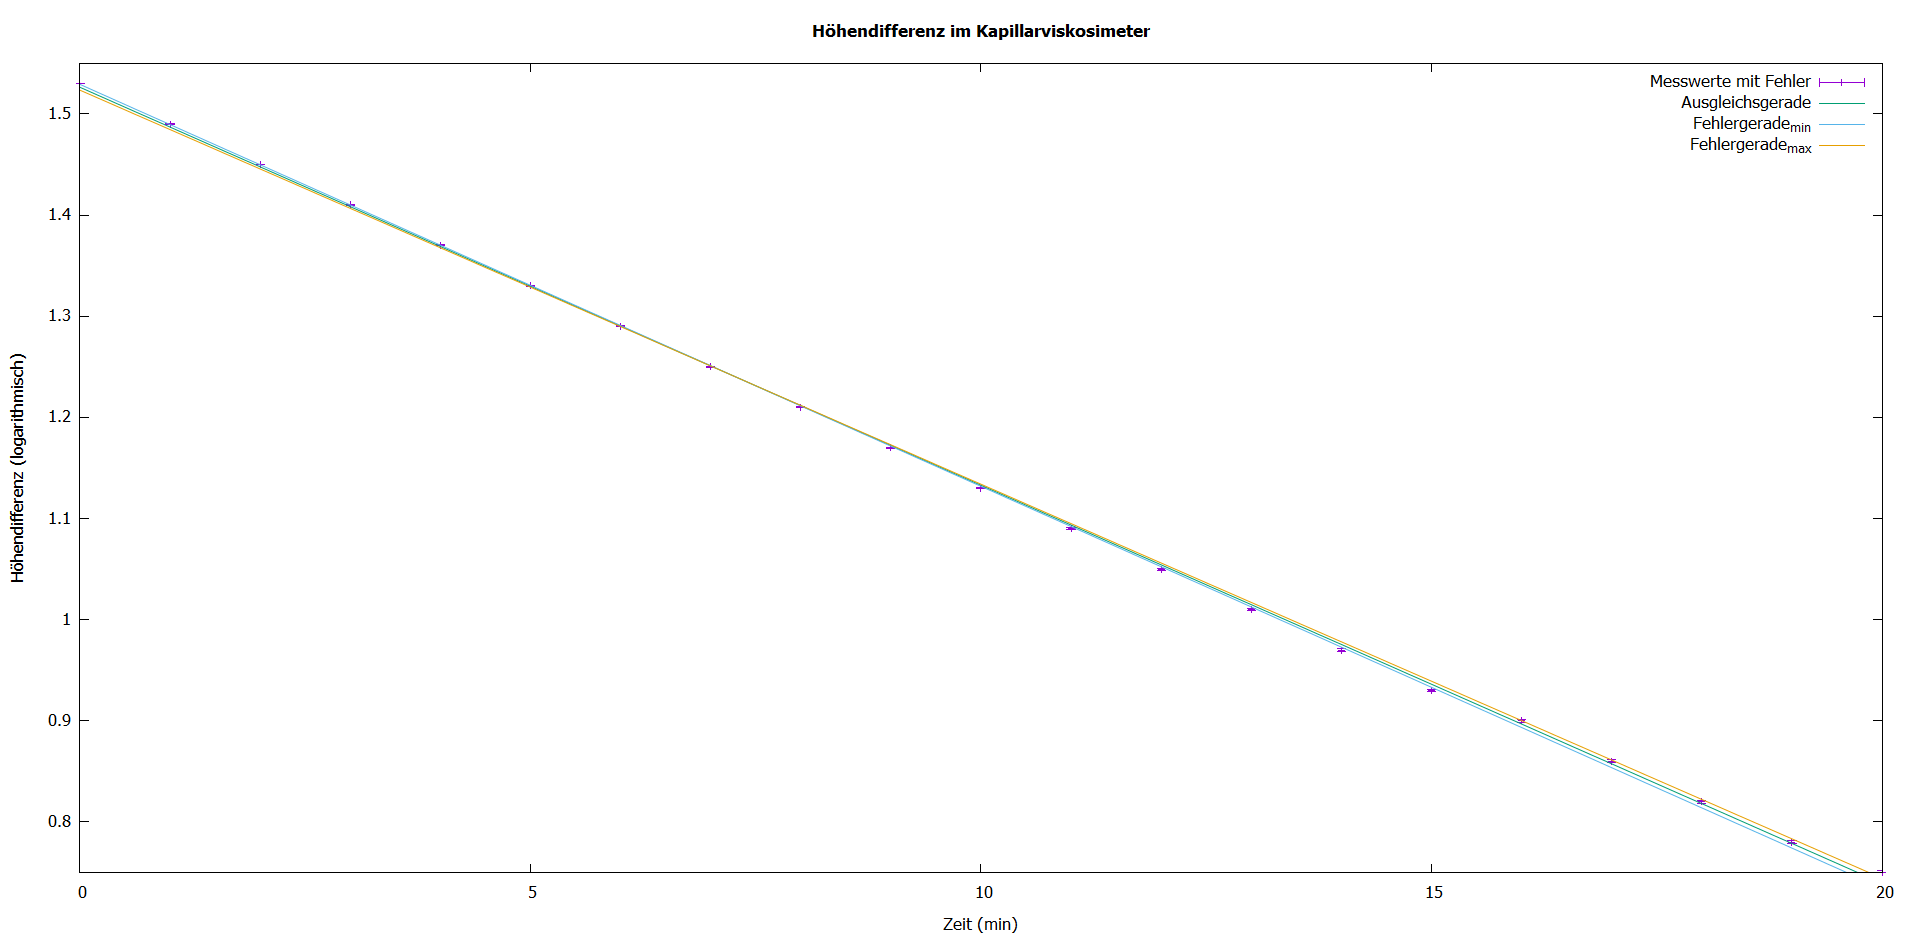 Höhendifferenz im Kapillarviskosimeter
Messwerte mit Fehler
Ausgleichsgerade
Fehlergerade_min
Fehlergerade_max
1.5
1.4
1.3
1.2
1.1
1
0.9
0.8
Höhendifferenz (logarithmisch)
0 5 10 15 20
Zeit (min)